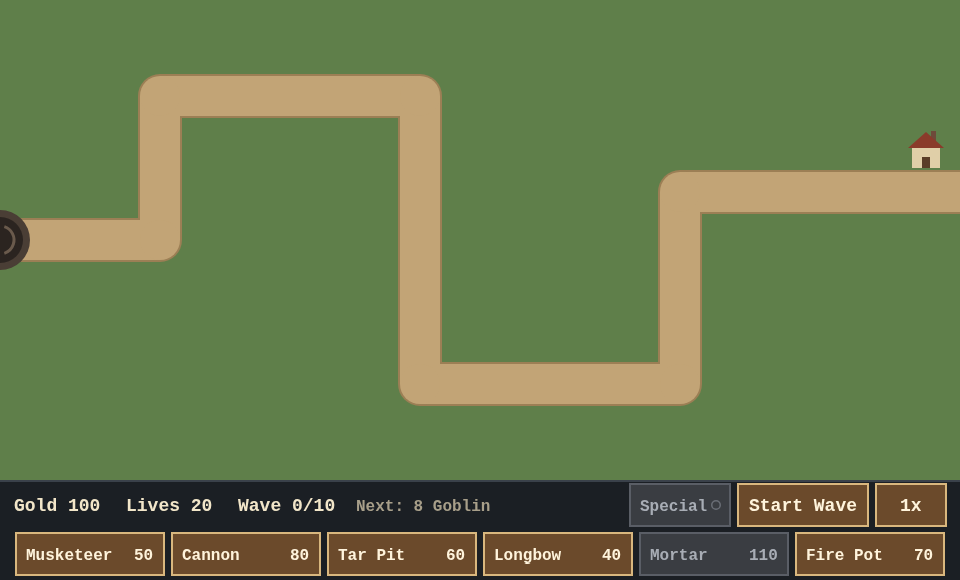 Gold 100 Lives 20 Wave 0/10 Next: 8 Goblin Special Start Wave 1x
Musketeer 50 Cannon 80 Tar Pit 60 Longbow 40 Mortar 110 Fire Pot 70